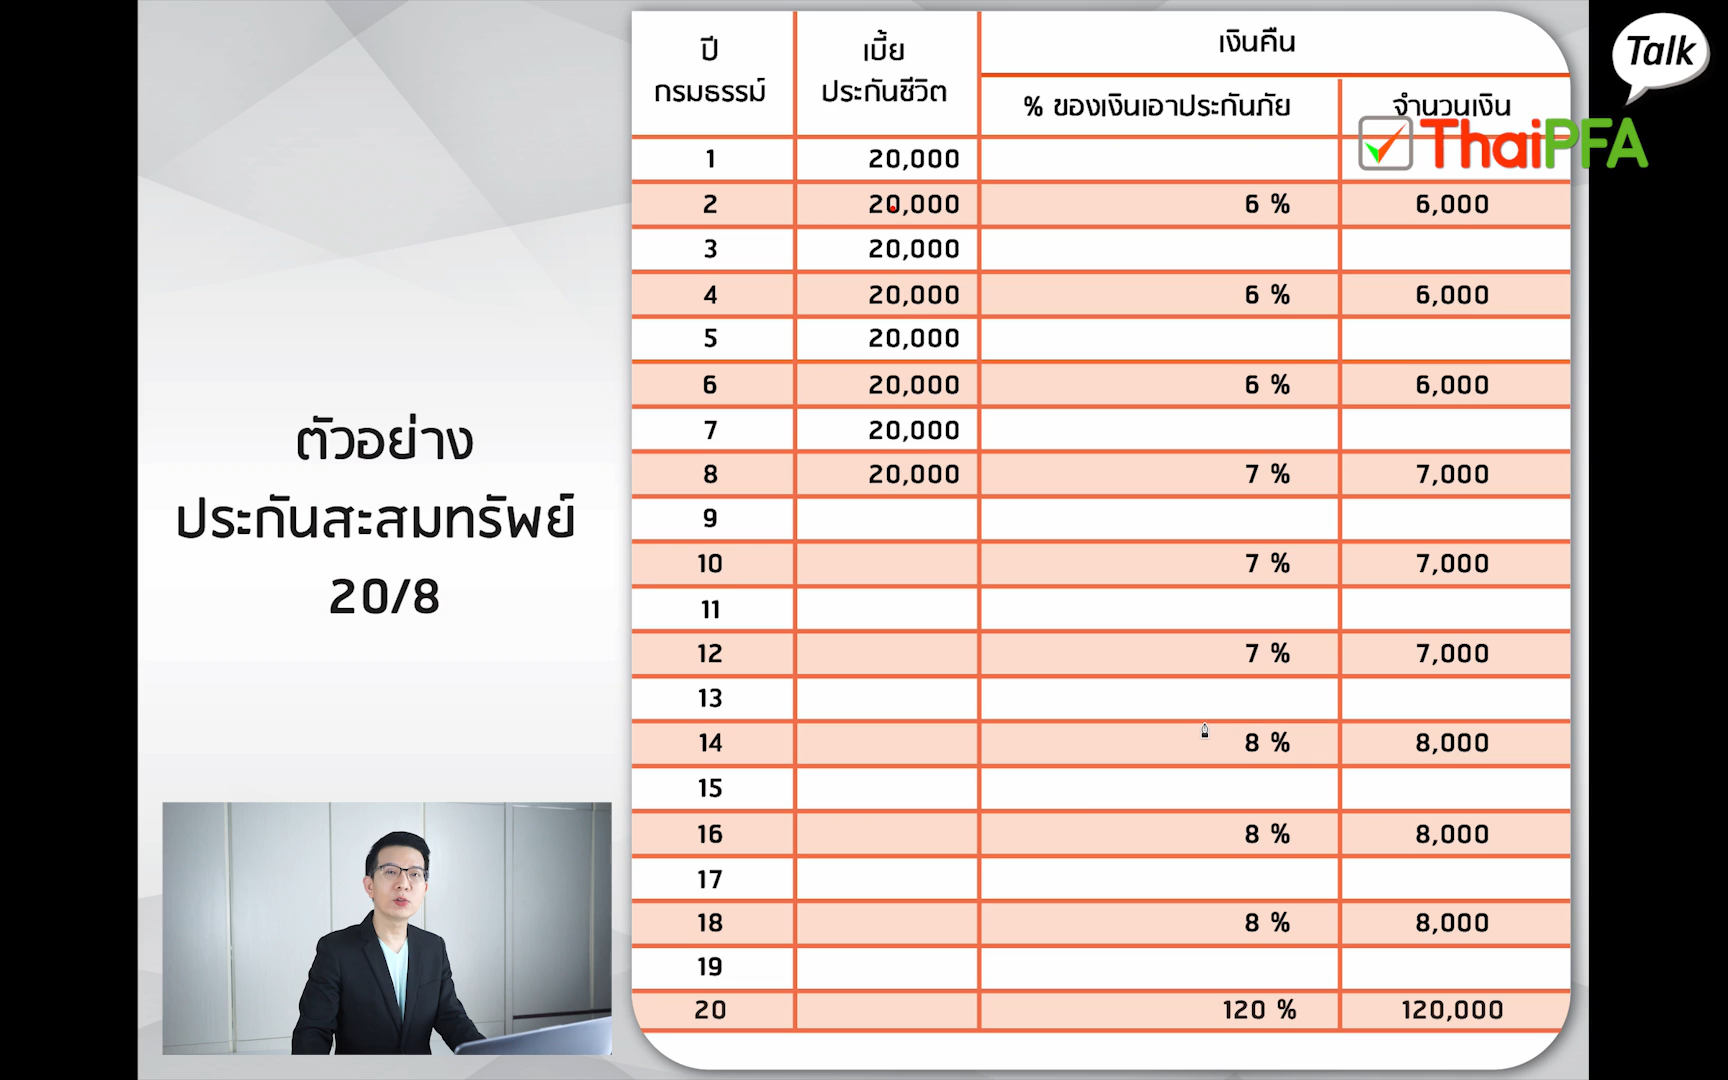 Talk
ThaiPFA
ตัวอย่าง
ประกันสะสมทรัพย์
20/8
ปี กรมธรรม์ เบี้ย ประกันชีวิต เงินคืน
% ของเงินเอาประกันภัย จำนวนเงิน
1 20,000
2 20,000 6 % 6,000
3 20,000
4 20,000 6 % 6,000
5 20,000
6 20,000 6 % 6,000
7 20,000
8 20,000 7 % 7,000
9
10 7 % 7,000
11
12 7 % 7,000
13
14 8 % 8,000
15
16 8 % 8,000
17
18 8 % 8,000
19
20 120 % 120,000